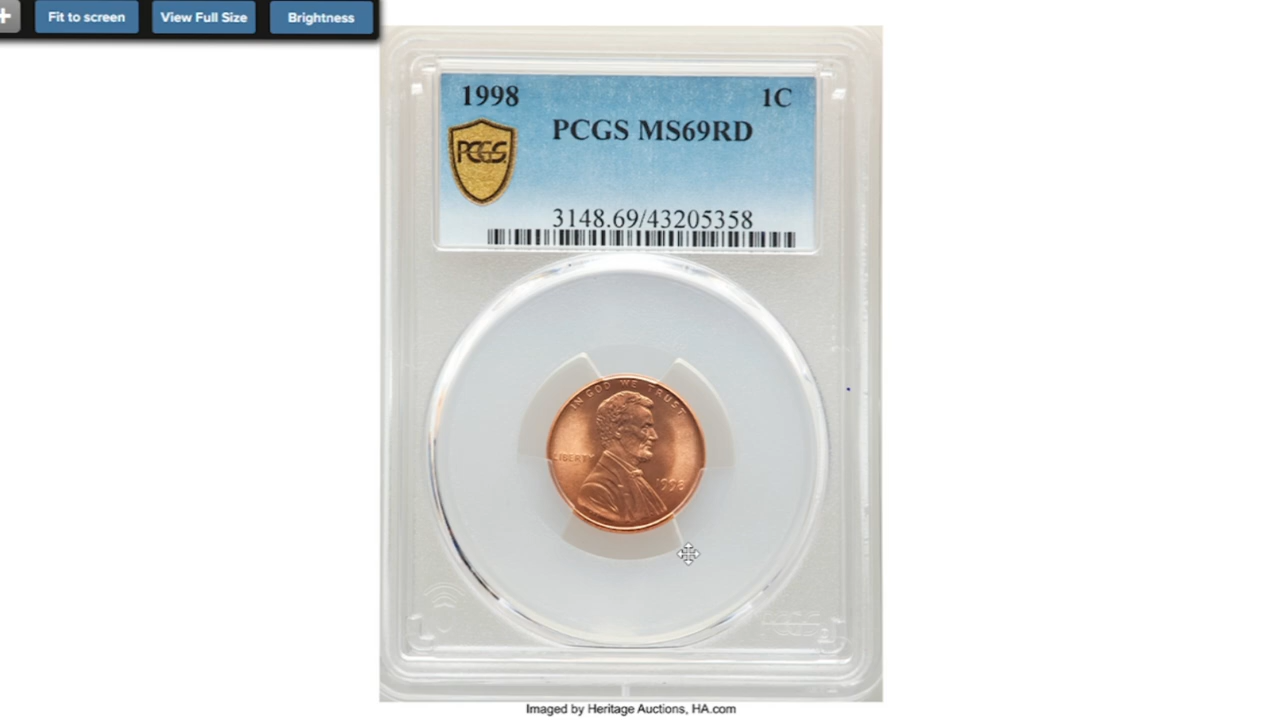 Fit to screen
View Full Size
Brightness
1998
1C
PCGS MS69RD
PCGS
3148.69/43205358
IN GOD WE TRUST
LIBERTY
1998
Imaged by Heritage Auctions, HA.com